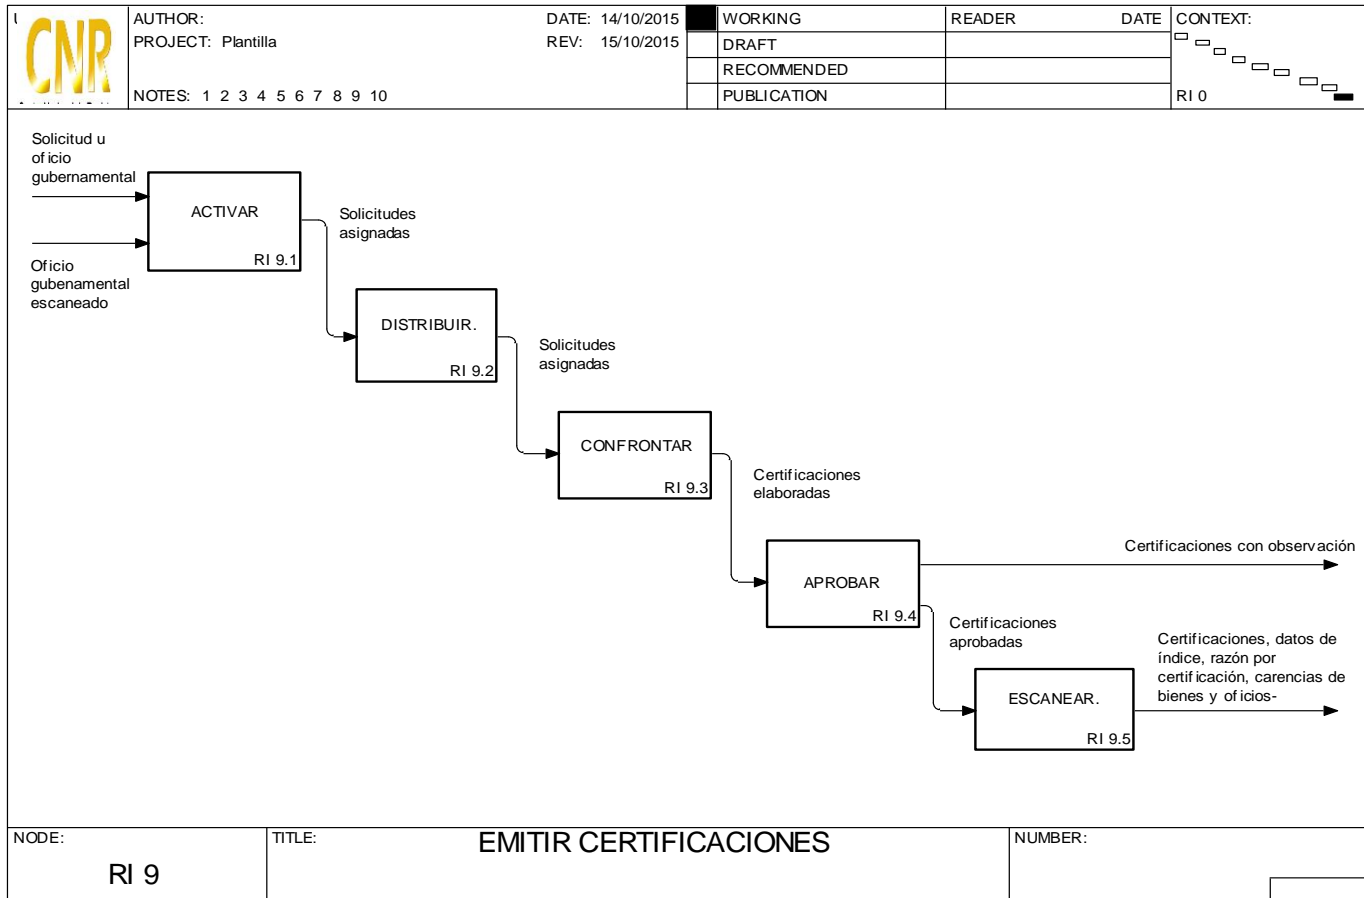 CNR
AUTHOR:
DATE: 14/10/2015
WORKING
READER
DATE
CONTEXT:
PROJECT: Plantilla
REV: 15/10/2015
DRAFT
RECOMMENDED
NOTES: 1 2 3 4 5 6 7 8 9 10
PUBLICATION
RI 0
Solicitud u
oficio
gubernamental
ACTIVAR
RI 9.1
Oficio
gubenamental
escaneado
Solicitudes
asignadas
DISTRIBUIR.
RI 9.2
Solicitudes
asignadas
CONFRONTAR
RI 9.3
Certificaciones
elaboradas
APROBAR
RI 9.4
Certificaciones con observación
Certificaciones
aprobadas
ESCANEAR.
RI 9.5
Certificaciones, datos de
índice, razón por
certificación, carencias de
bienes y oficios-
NODE:
RI 9
TITLE:
EMITIR CERTIFICACIONES
NUMBER: